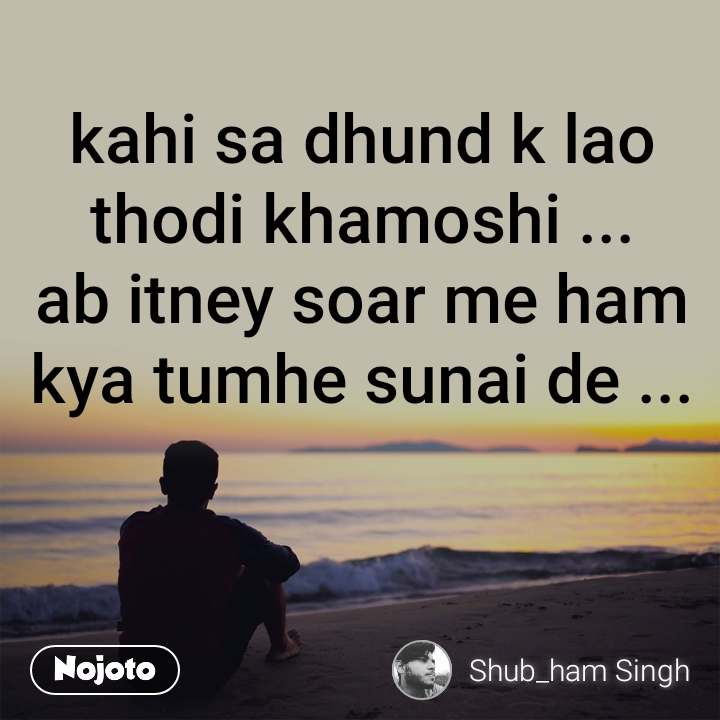 kahi sa dhund k lao
thodi khamoshi ...
ab itney soar me ham
kya tumhe sunai de ...
Nojoto
Shub_ham Singh